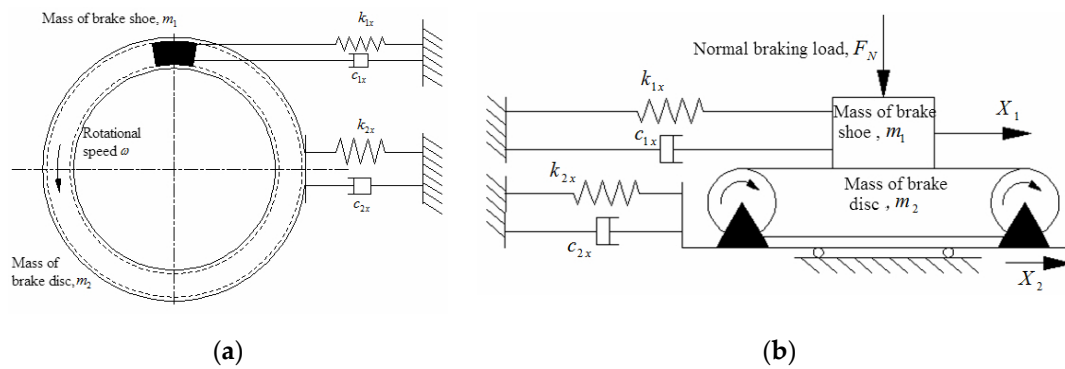 Mass of brake shoe, m₁
k₁ₓ
c₁ₓ
Rotational
speed ω
k₂ₓ
c₂ₓ
Mass of
brake disc, m₂
(a)
Normal braking load, F_N
k₁ₓ
Mass of brake
shoe , m₁
X₁
c₁ₓ
k₂ₓ
Mass of brake
disc , m₂
c₂ₓ
X₂
(b)